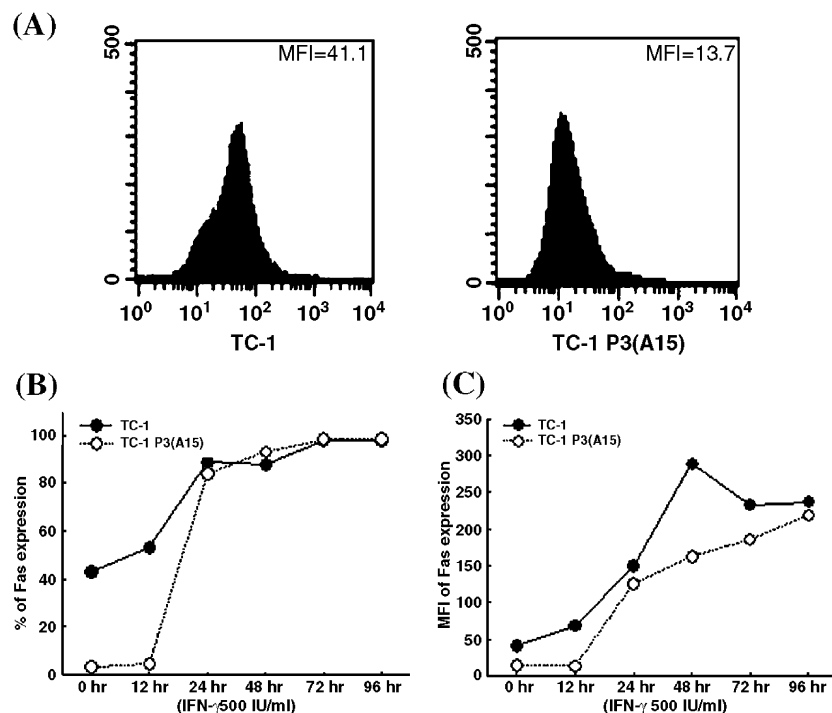 (A)
500
MFI=41.1
0
10⁰ 10¹ 10² 10³ 10⁴
TC-1
500
MFI=13.7
0
10⁰ 10¹ 10² 10³ 10⁴
TC-1 P3(A15)
(B)
TC-1
TC-1 P3(A15)
% of Fas expression
100
80
60
40
20
0
0 hr 12 hr 24 hr 48 hr 72 hr 96 hr
(IFN-γ500 IU/ml)
(C)
TC-1
TC-1 P3(A15)
MFI of Fas expression
350
300
250
200
150
100
50
0
0 hr 12 hr 24 hr 48 hr 72 hr 96 hr
(IFN-γ 500 IU/ml)